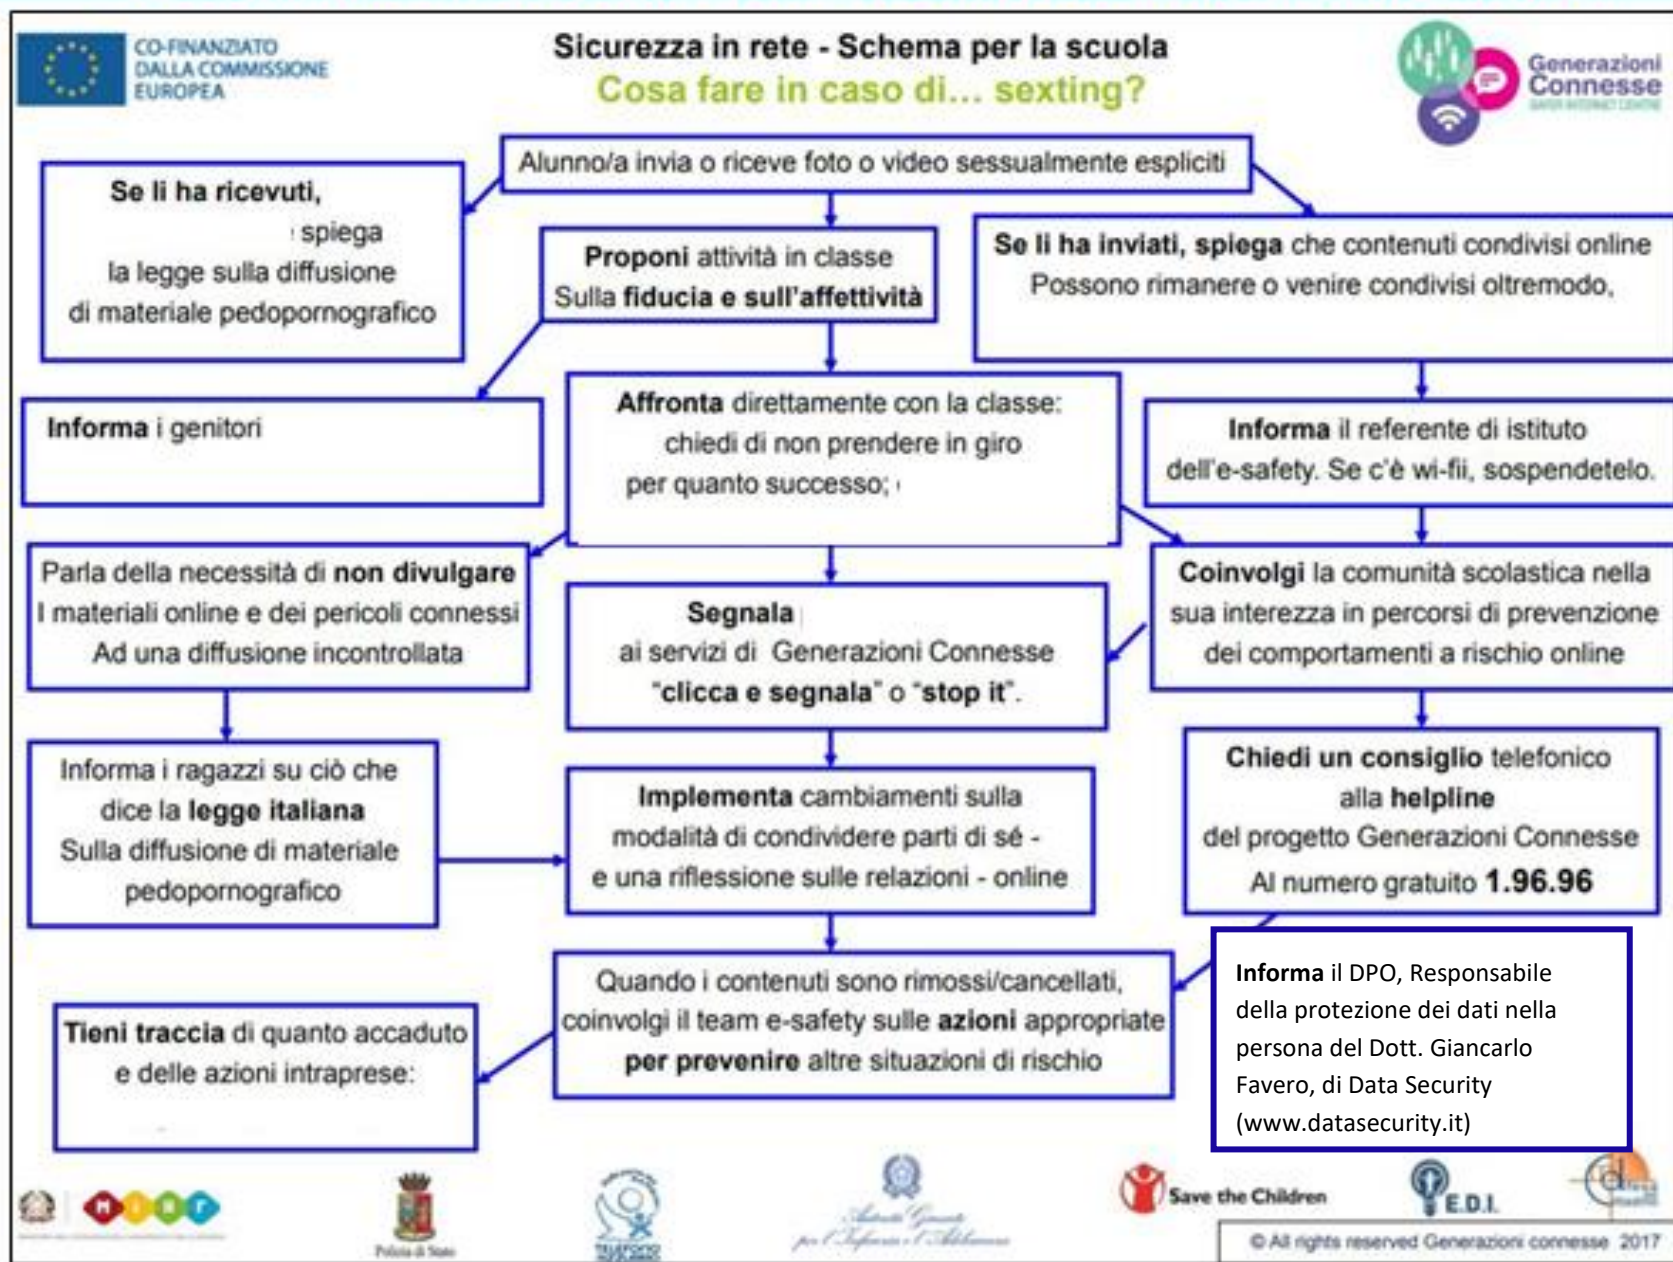 CO-FINANZIATO
DALLA COMMISSIONE
EUROPEA
Sicurezza in rete - Schema per la scuola
Cosa fare in caso di... sexting?
Generazioni
Connesse
SAFER INTERNET CENTRE
Alunno/a invia o riceve foto o video sessualmente espliciti
Se li ha ricevuti,
spiega
la legge sulla diffusione
di materiale pedopornografico
Proponi attività in classe
Sulla fiducia e sull'affettività
Se li ha inviati, spiega che contenuti condivisi online
Possono rimanere o venire condivisi oltremodo,
Informa i genitori
Affronta direttamente con la classe:
chiedi di non prendere in giro
per quanto successo;
Informa il referente di istituto
dell'e-safety. Se c'è wi-fii, sospendetelo.
Parla della necessità di non divulgare
I materiali online e dei pericoli connessi
Ad una diffusione incontrollata
Segnala
ai servizi di Generazioni Connesse
"clicca e segnala" o "stop it".
Coinvolgi la comunità scolastica nella
sua interezza in percorsi di prevenzione
dei comportamenti a rischio online
Informa i ragazzi su ciò che
dice la legge italiana
Sulla diffusione di materiale
pedopornografico
Implementa cambiamenti sulla
modalità di condividere parti di sé -
e una riflessione sulle relazioni - online
Chiedi un consiglio telefonico
alla helpline
del progetto Generazioni Connesse
Al numero gratuito 1.96.96
Tieni traccia di quanto accaduto
e delle azioni intraprese:
Quando i contenuti sono rimossi/cancellati,
coinvolgi il team e-safety sulle azioni appropriate
per prevenire altre situazioni di rischio
Informa il DPO, Responsabile
della protezione dei dati nella
persona del Dott. Giancarlo
Favero, di Data Security
(www.datasecurity.it)
Polizia di Stato
Autorità Garante
per l'Infanzia e l'Adolescenza
Save the Children
E.D.I.
© All rights reserved Generazioni connesse 2017